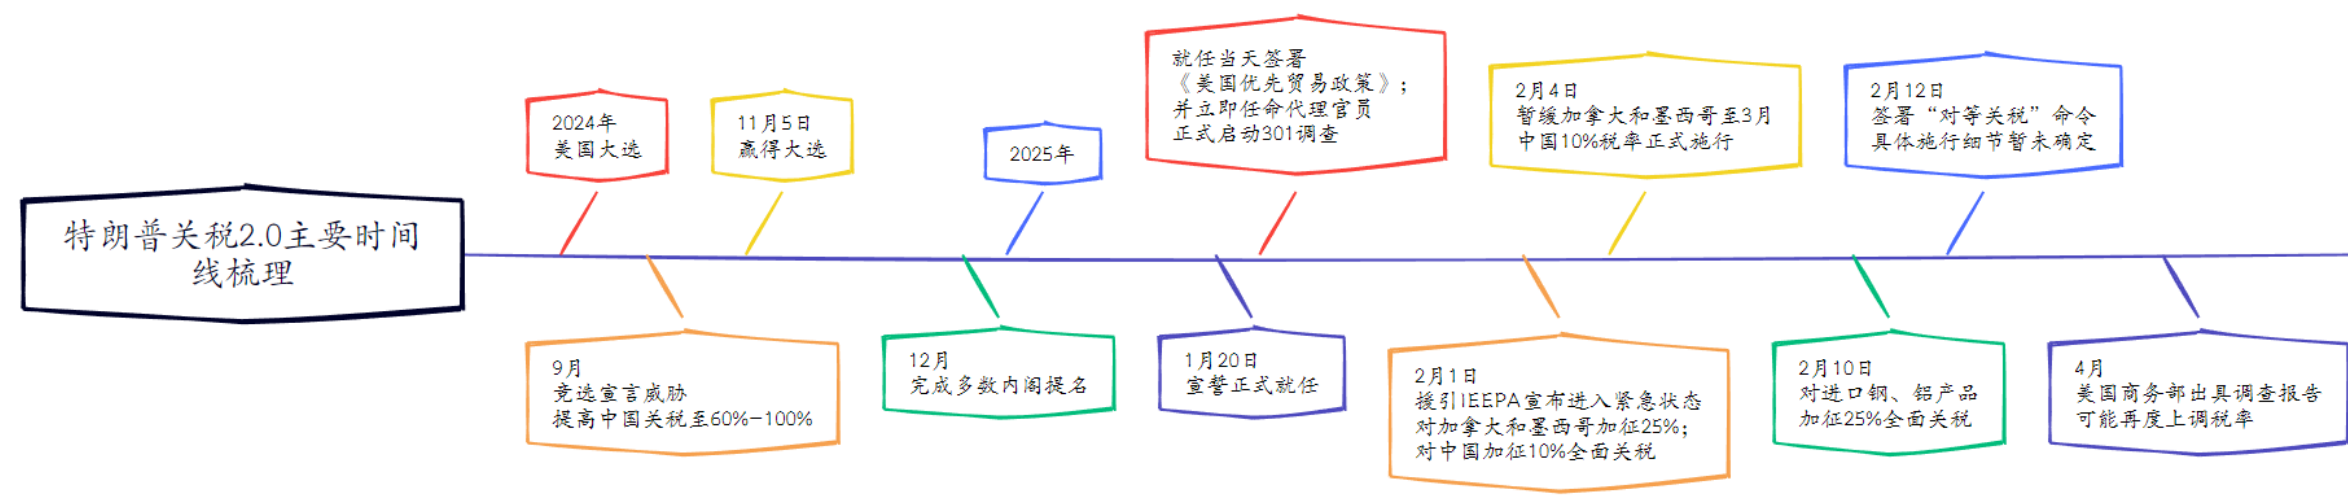 特朗普关税2.0主要时间
线梳理
2024年
美国大选
9月
竞选宣言威胁
提高中国关税至60%-100%
11月5日
赢得大选
12月
完成多数内阁提名
2025年
1月20日
宣誓正式就任
就任当天签署
《美国优先贸易政策》；
并立即任命代理官员
正式启动301调查
2月1日
援引IEEPA宣布进入紧急状态
对加拿大和墨西哥加征25%；
对中国加征10%全面关税
2月4日
暂缓加拿大和墨西哥至3月
中国10%税率正式施行
2月10日
对进口钢、铝产品
加征25%全面关税
2月12日
签署“对等关税”命令
具体施行细节暂未确定
4月
美国商务部出具调查报告
可能再度上调税率